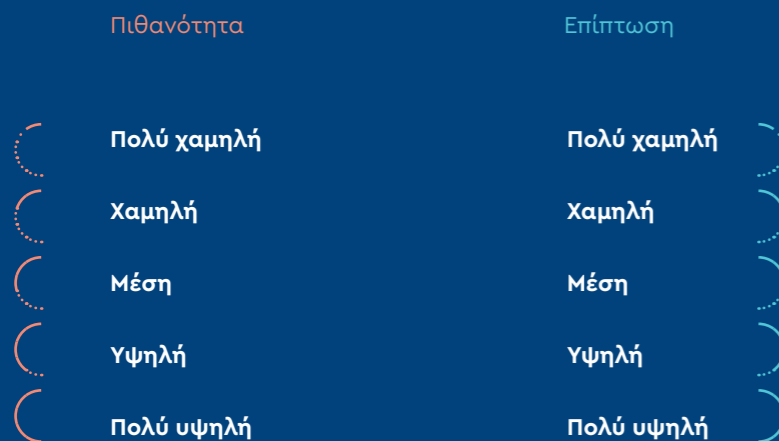 Πιθανότητα Επίπτωση
Πολύ χαμηλή Πολύ χαμηλή
Χαμηλή Χαμηλή
Μέση Μέση
Υψηλή Υψηλή
Πολύ υψηλή Πολύ υψηλή